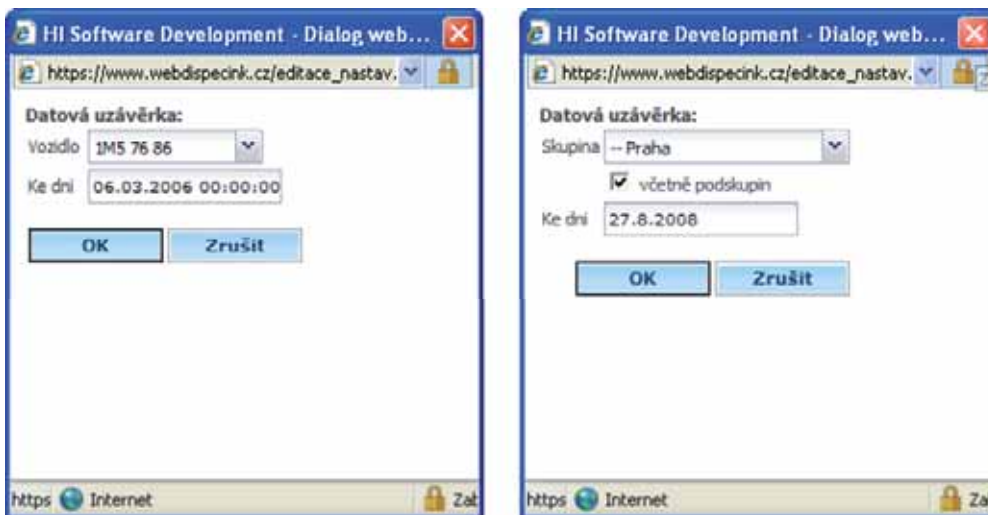 HI Software Development - Dialog web...
https://www.webdispecink.cz/editace_nastav.
Datová uzávěrka:
Vozidlo 1M5 76 86
Ke dni 06.03.2006 00:00:00
OK Zrušit
https Internet Zab
HI Software Development - Dialog web...
https://www.webdispecink.cz/editace_nastav.
Datová uzávěrka:
Skupina -- Praha
včetně podskupin
Ke dni 27.8.2008
OK Zrušit
https Internet Za